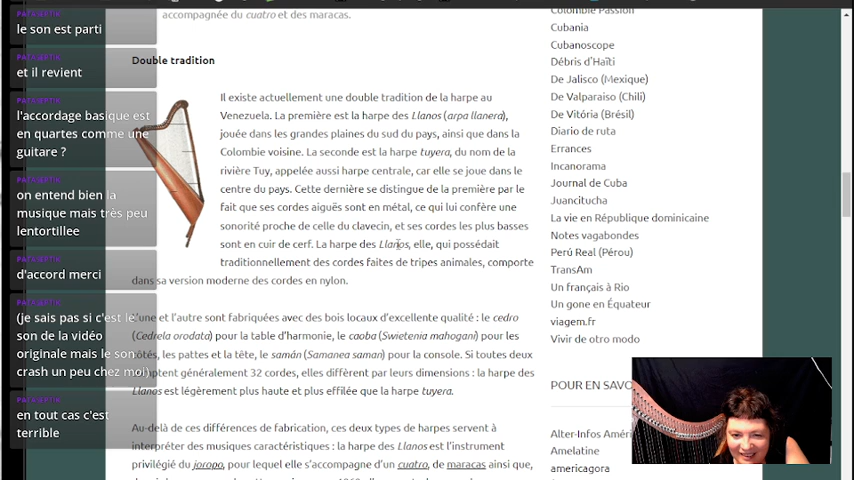 PATASERTIK
le son est parti
PATASERTIK
et il revient
PATASERTIK
l'accordage basique est
en quartes comme une
guitare ?
PATASERTIK
on entend bien la
musique mais très peu
lentortillee
PATASERTIK
d'accord merci
PATASERTIK
(je sais pas si c'est le
son de la vidéo
originale mais le son
crash un peu chez moi)
PATASERTIK
en tout cas c'est
terrible
accompagnée du cuatro et des maracas.
Double tradition
Il existe actuellement une double tradition de la harpe au
Venezuela. La première est la harpe des Llanos (arpa llanera),
jouée dans les grandes plaines du sud du pays, ainsi que dans la
Colombie voisine. La seconde est la harpe tuyera, du nom de la
rivière Tuy, appelée aussi harpe centrale, car elle se joue dans le
centre du pays. Cette dernière se distingue de la première par le
fait que ses cordes aiguës sont en métal, ce qui lui confère une
sonorité proche de celle du clavecin, et ses cordes les plus basses
sont en cuir de cerf. La harpe des Llanos, elle, qui possédait
traditionnellement des cordes faites de tripes animales, comporte
dans sa version moderne des cordes en nylon.
L'une et l'autre sont fabriquées avec des bois locaux d'excellente qualité : le cedro
(Cedrela orodata) pour la table d'harmonie, le caoba (Swietenia mahogani) pour les
côtés, les pattes et la tête, le samán (Samanea saman) pour la console. Si toutes deux
comptent généralement 32 cordes, elles diffèrent par leurs dimensions : la harpe des
Llanos est légèrement plus haute et plus effilée que la harpe tuyera.
Au-delà de ces différences de fabrication, ces deux types de harpes servent à
interpréter des musiques caractéristiques : la harpe des Llanos est l'instrument
privilégié du joropo, pour lequel elle s'accompagne d'un cuatro, de maracas ainsi que,
Colombie Passion
Cubania
Cubanoscope
Débris d'Haïti
De Jalisco (Mexique)
De Valparaiso (Chili)
De Vitória (Brésil)
Diario de ruta
Errances
Incanorama
Journal de Cuba
Juancitucha
La vie en République dominicaine
Notes vagabondes
Perú Real (Pérou)
TransAm
Un français à Rio
Un gone en Équateur
viagem.fr
Vivir de otro modo
POUR EN SAVO
Alter-Infos Améri
Amelatine
americagora